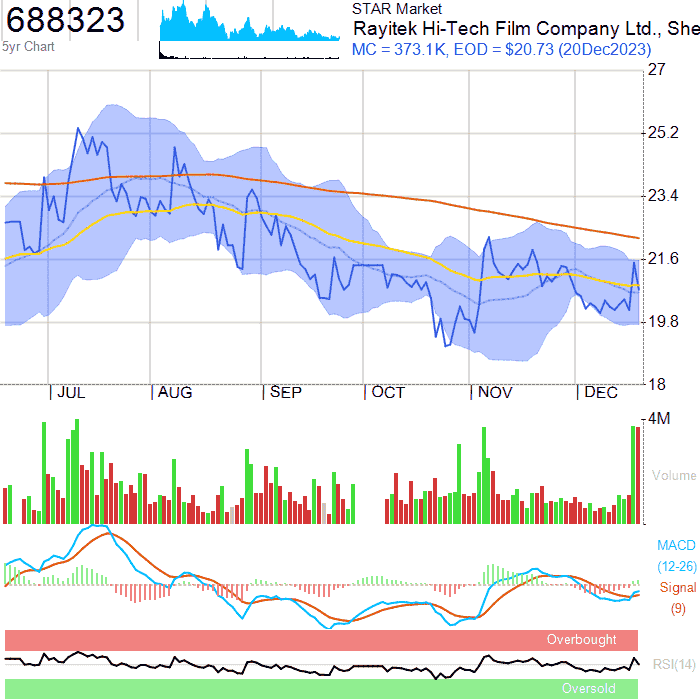 688323
5yr Chart
STAR Market
Rayitek Hi-Tech Film Company Ltd., She
MC = 373.1K, EOD = $20.73 (20Dec2023)
27
25.2
23.4
21.6
19.8
18
JUL AUG SEP OCT NOV DEC
4M
Volume
MACD
(12-26)
Signal
(9)
Overbought
RSI(14)
Oversold